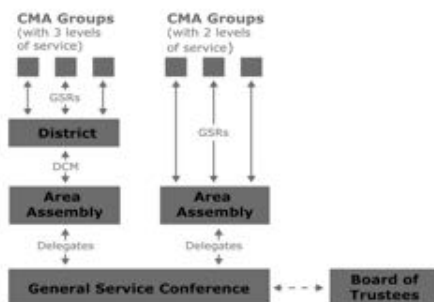 CMA Groups
(with 3 levels
of service)
CMA Groups
(with 2 levels
of service)
GSRs
District
DCM
GSRs
Area
Assembly
Area
Assembly
Delegates
Delegates
General Service Conference
Board of
Trustees